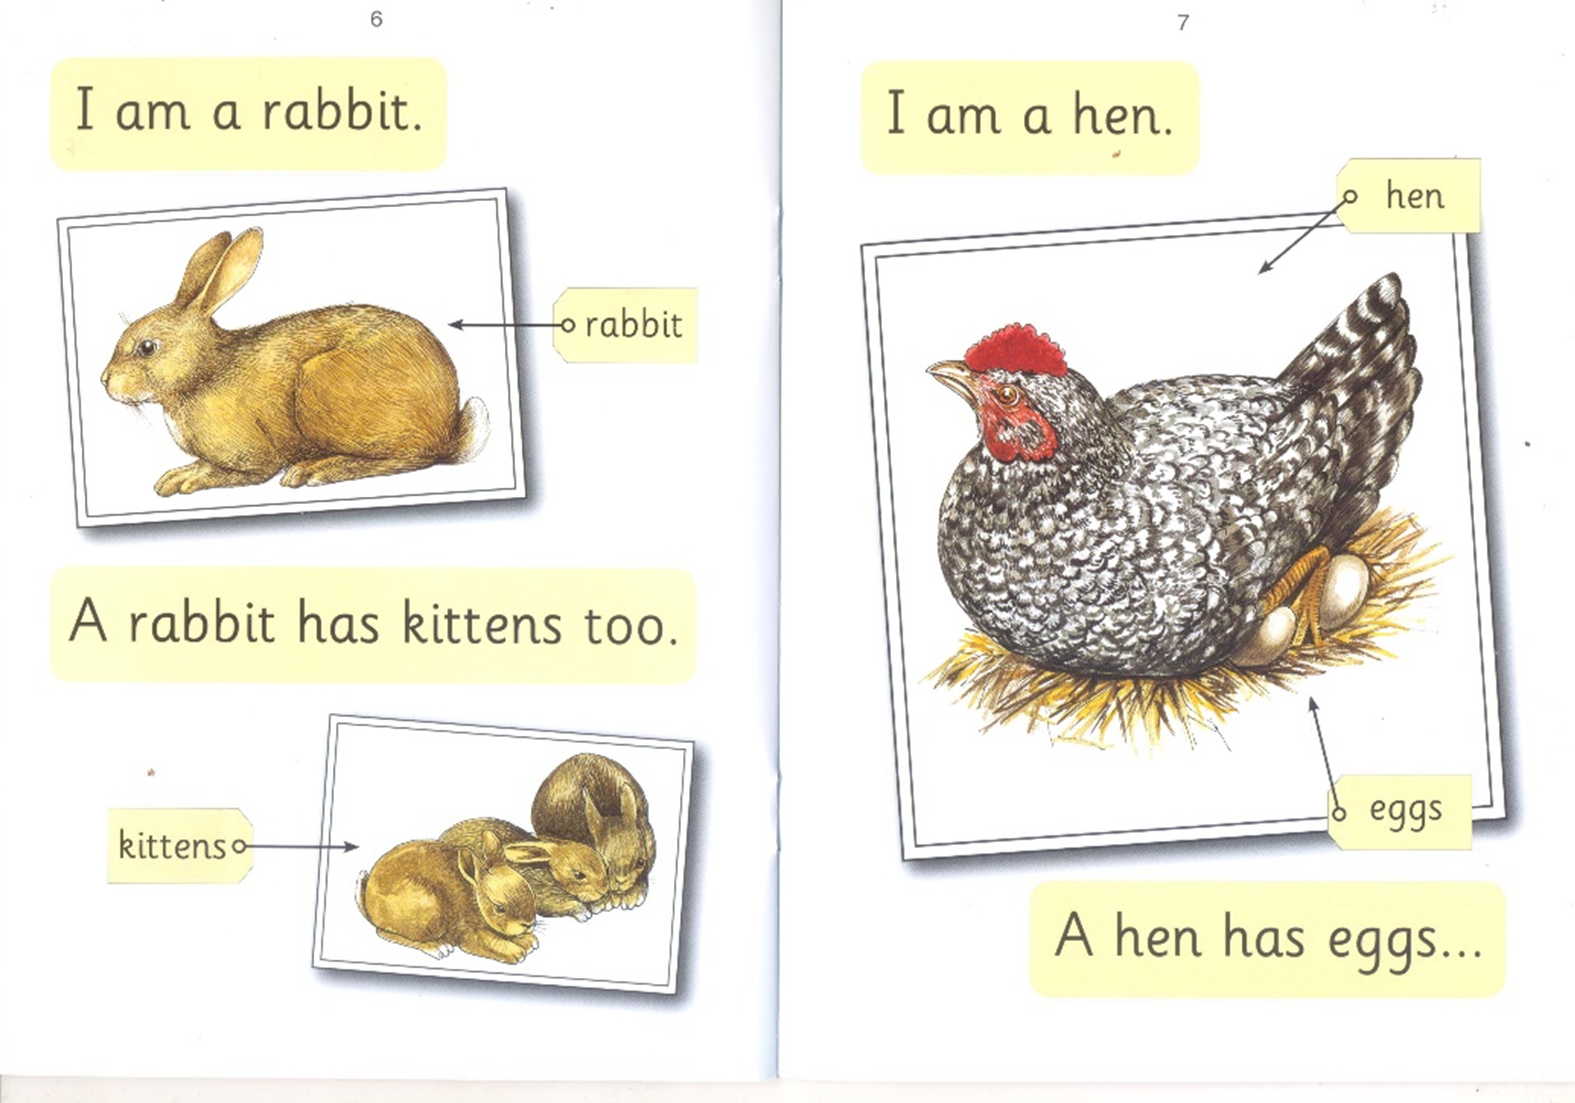 6
I am a rabbit.
rabbit
A rabbit has kittens too.
kittens
7
I am a hen.
hen
eggs
A hen has eggs...